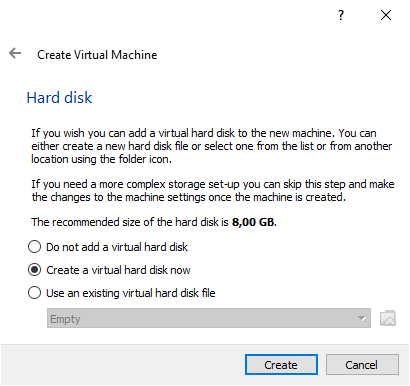 ?
Create Virtual Machine
Hard disk
If you wish you can add a virtual hard disk to the new machine. You can
either create a new hard disk file or select one from the list or from another
location using the folder icon.
If you need a more complex storage set-up you can skip this step and make
the changes to the machine settings once the machine is created.
The recommended size of the hard disk is 8,00 GB.
Do not add a virtual hard disk
Create a virtual hard disk now
Use an existing virtual hard disk file
Empty
Create
Cancel